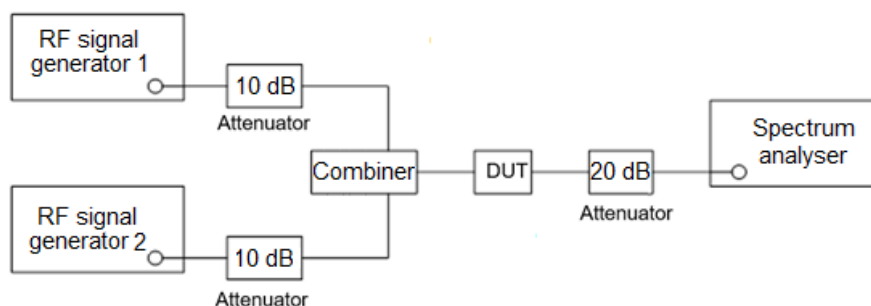 RF signal
generator 1
10 dB
Attenuator
Combiner
DUT
20 dB
Attenuator
Spectrum
analyser
RF signal
generator 2
10 dB
Attenuator